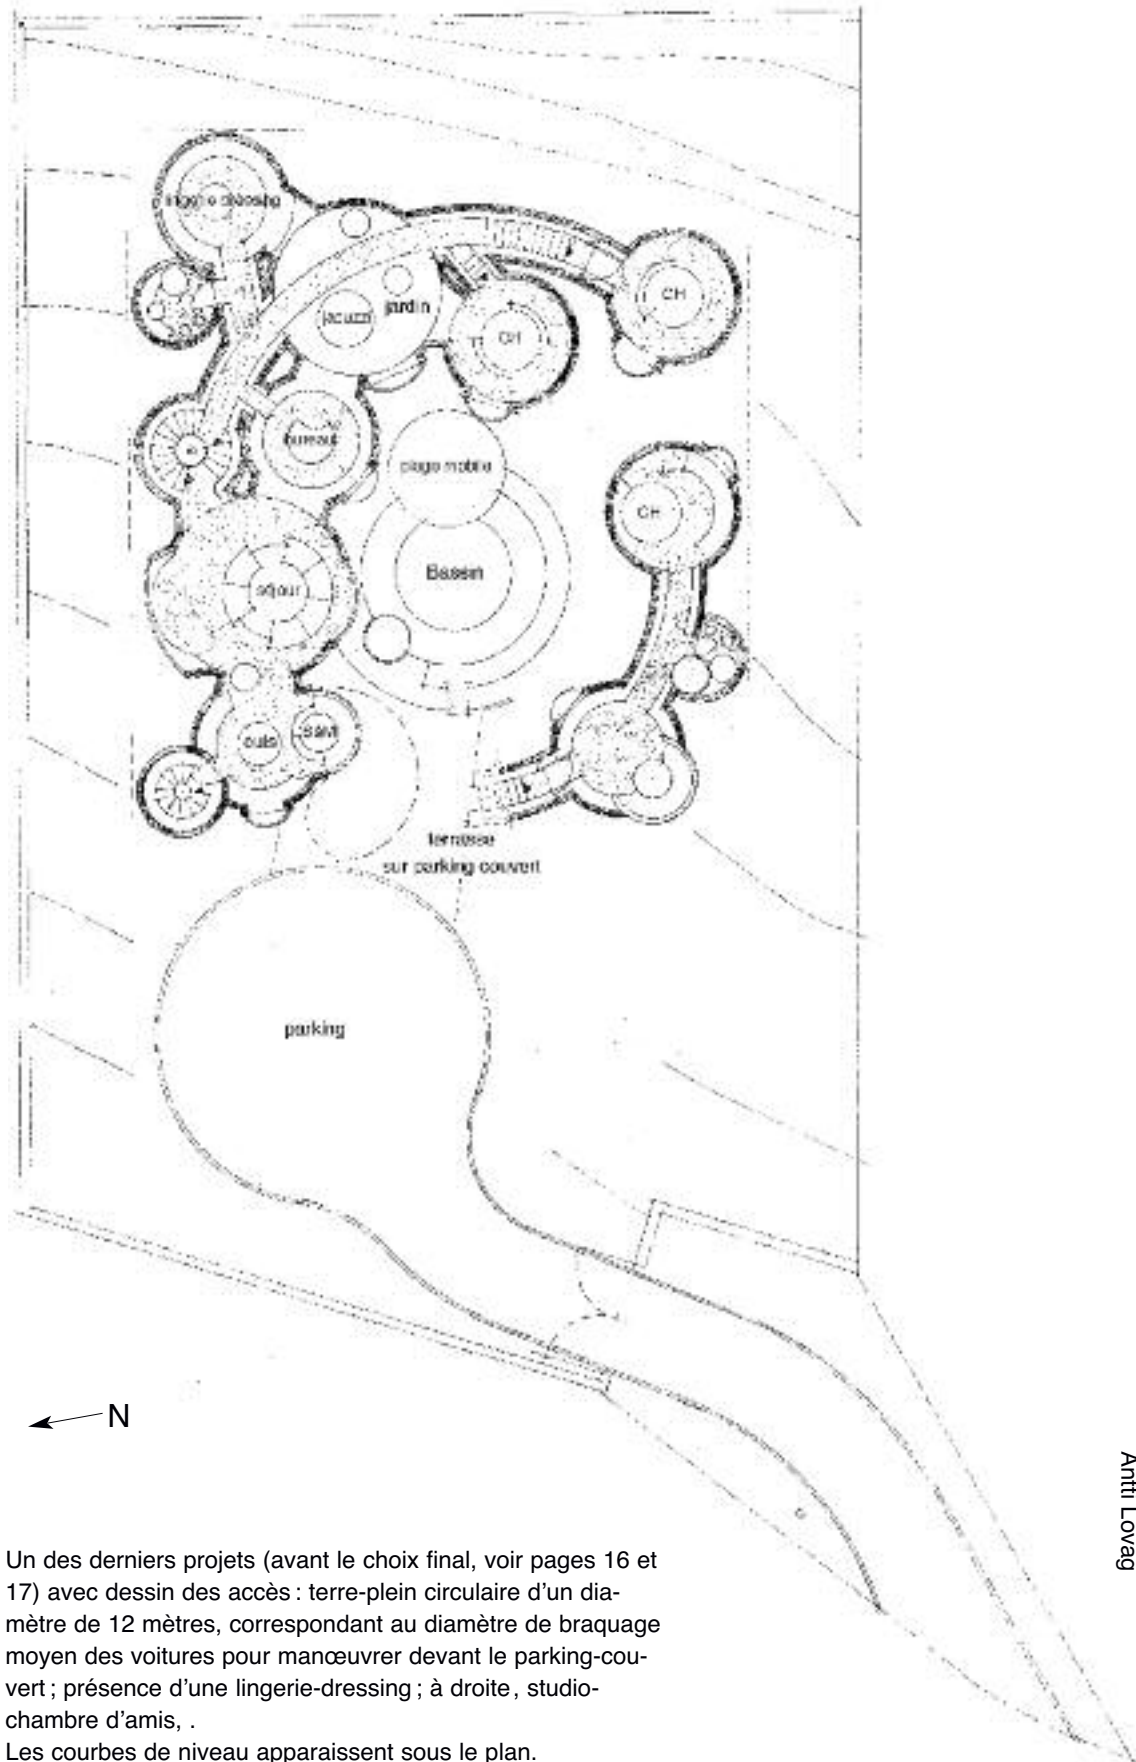 lingerie dressing
jacuzzi
jardin
CH
CH
bureau
plage mobile
CH
Bassin
séjour
terrasse
sur parking couvert
parking
N
Antti Lovag
Un des derniers projets (avant le choix final, voir pages 16 et
17) avec dessin des accès : terre-plein circulaire d’un dia-
mètre de 12 mètres, correspondant au diamètre de braquage
moyen des voitures pour manœuvrer devant le parking-cou-
vert ; présence d’une lingerie-dressing ; à droite, studio-
chambre d’amis, .
Les courbes de niveau apparaissent sous le plan.